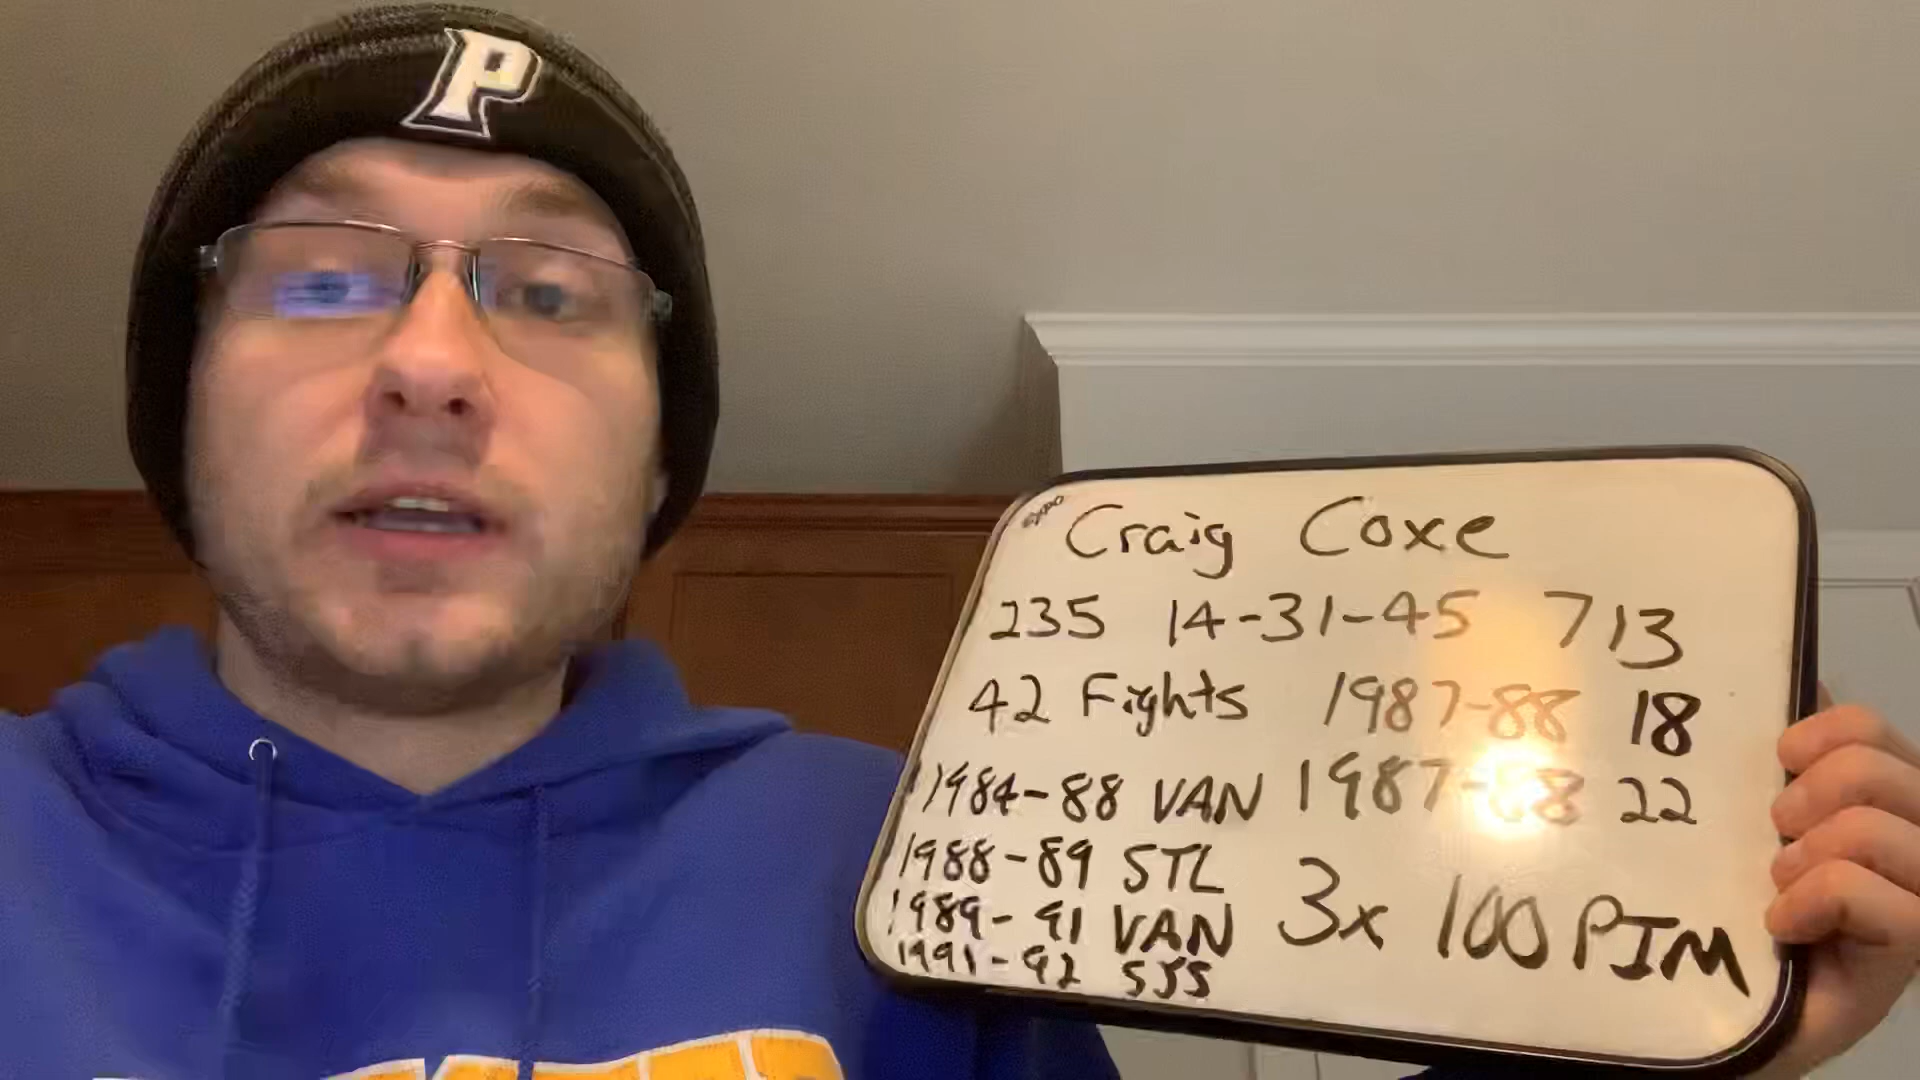 P
EXPO
Craig Coxe
235 14-31-45 713
42 Fights 1987-88 18
1984-88 VAN 1987-88 22
1988-89 STL
1989-91 VAN 3x 100 PIM
1991-92 SJS